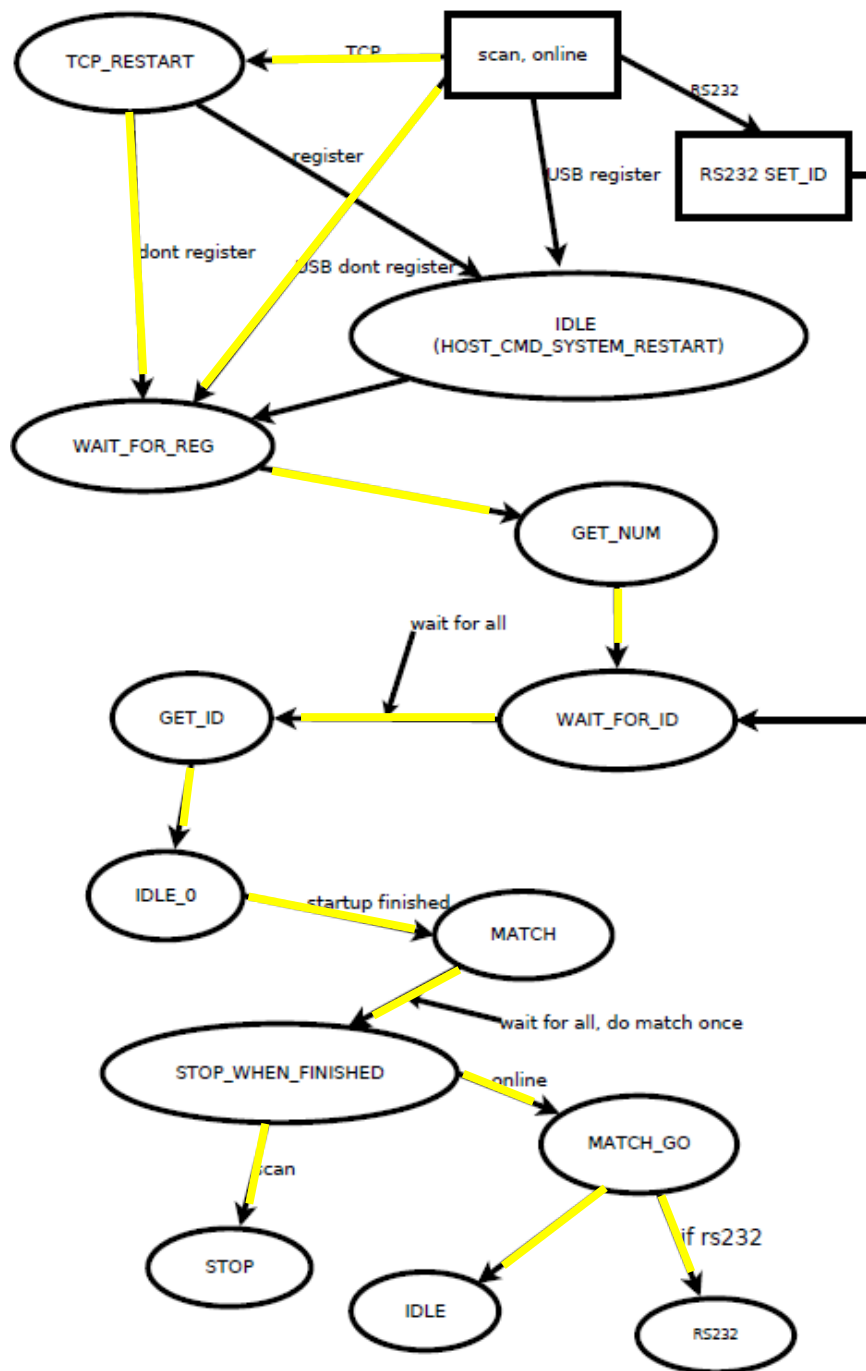 TCP
scan, online
TCP_RESTART
RS232
register
USB register
RS232 SET_ID
dont register
USB dont register
IDLE
(HOST_CMD_SYSTEM_RESTART)
WAIT_FOR_REG
GET_NUM
wait for all
GET_ID
WAIT_FOR_ID
IDLE_0
startup finished
MATCH
wait for all, do match once
STOP_WHEN_FINISHED
online
MATCH_GO
scan
if rs232
STOP
IDLE
RS232